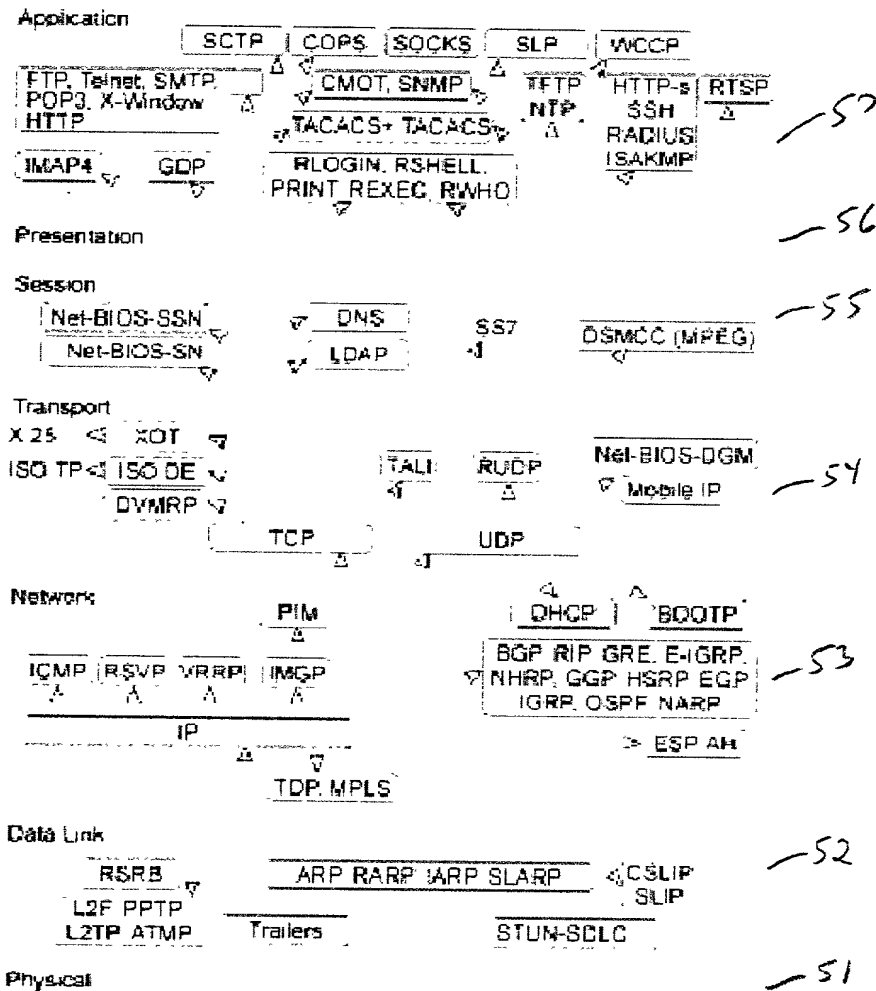 Application
SCTP COPS SOCKS SLP WCCP
FTP, Telnet, SMTP,
POP3, X-Window
HTTP
CMOT, SNMP
TFTP
NTP
HTTP-s
SSH
RADIUS
ISAKMP
RTSP
57
TACACS+ TACACS
IMAP4 GDP
RLOGIN, RSHELL,
PRINT REXEC, RWHO
Presentation
56
Session
55
Net-BIOS-SSN DNS SS7 DSMCC (MPEG)
Net-BIOS-SN LDAP
Transport
X 25 XOT
ISO TP ISO DE TALI RUDP Net-BIOS-DGM
Mobile IP
54
DVMRP
TCP UDP
Network
PIM DHCP BOOTP
ICMP RSVP VRRP IMGP
BGP RIP GRE, E-IGRP,
NHRP, GGP HSRP EGP
IGRP, OSPF NARP
53
IP
ESP AH
TDP, MPLS
Data Link
52
RSRB ARP RARP IARP SLARP CSLIP
SLIP
L2F PPTP
L2TP ATMP Trailers STUN-SDLC
Physical
51